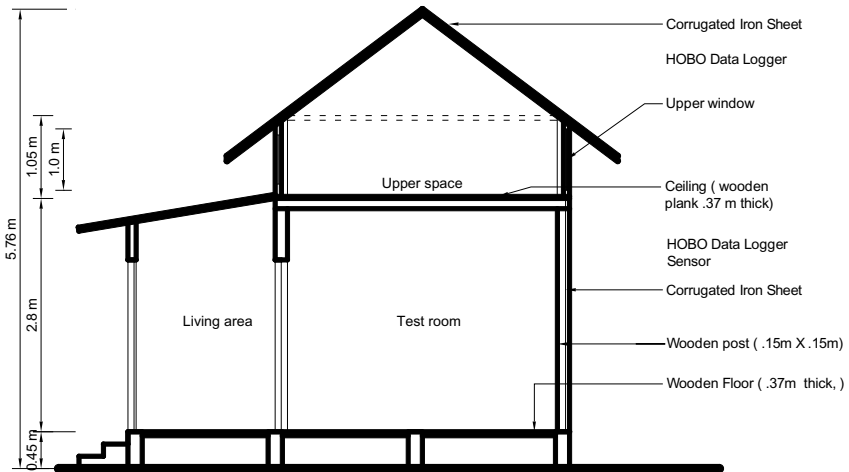 Corrugated Iron Sheet
HOBO Data Logger
Upper window
1.05 m
1.0 m
Upper space
Ceiling ( wooden
plank .37 m thick)
5.76 m
HOBO Data Logger
Sensor
Corrugated Iron Sheet
2.8 m
Living area
Test room
Wooden post ( .15m X .15m)
Wooden Floor ( .37m thick, )
0.45 m